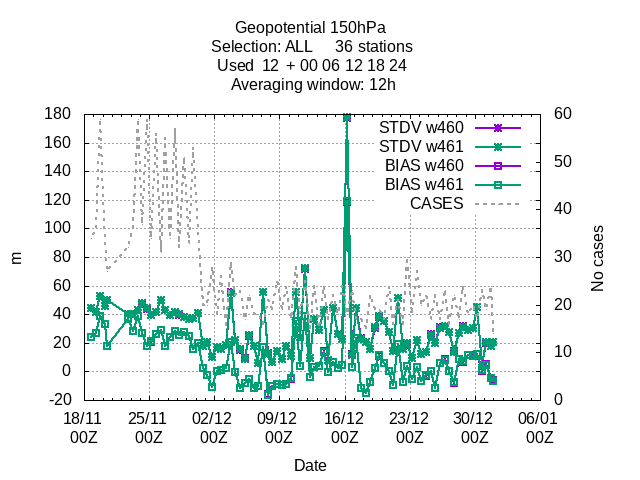 Geopotential 150hPa
Selection: ALL 36 stations
Used 12 + 00 06 12 18 24
Averaging window: 12h
180
160
140
120
100
80
60
40
20
0
-20
60
50
40
30
20
10
0
m
No cases
STDV w460
STDV w461
BIAS w460
BIAS w461
CASES
18/11 25/11 02/12 09/12 16/12 23/12 30/12 06/01
00Z 00Z 00Z 00Z 00Z 00Z 00Z 00Z
Date